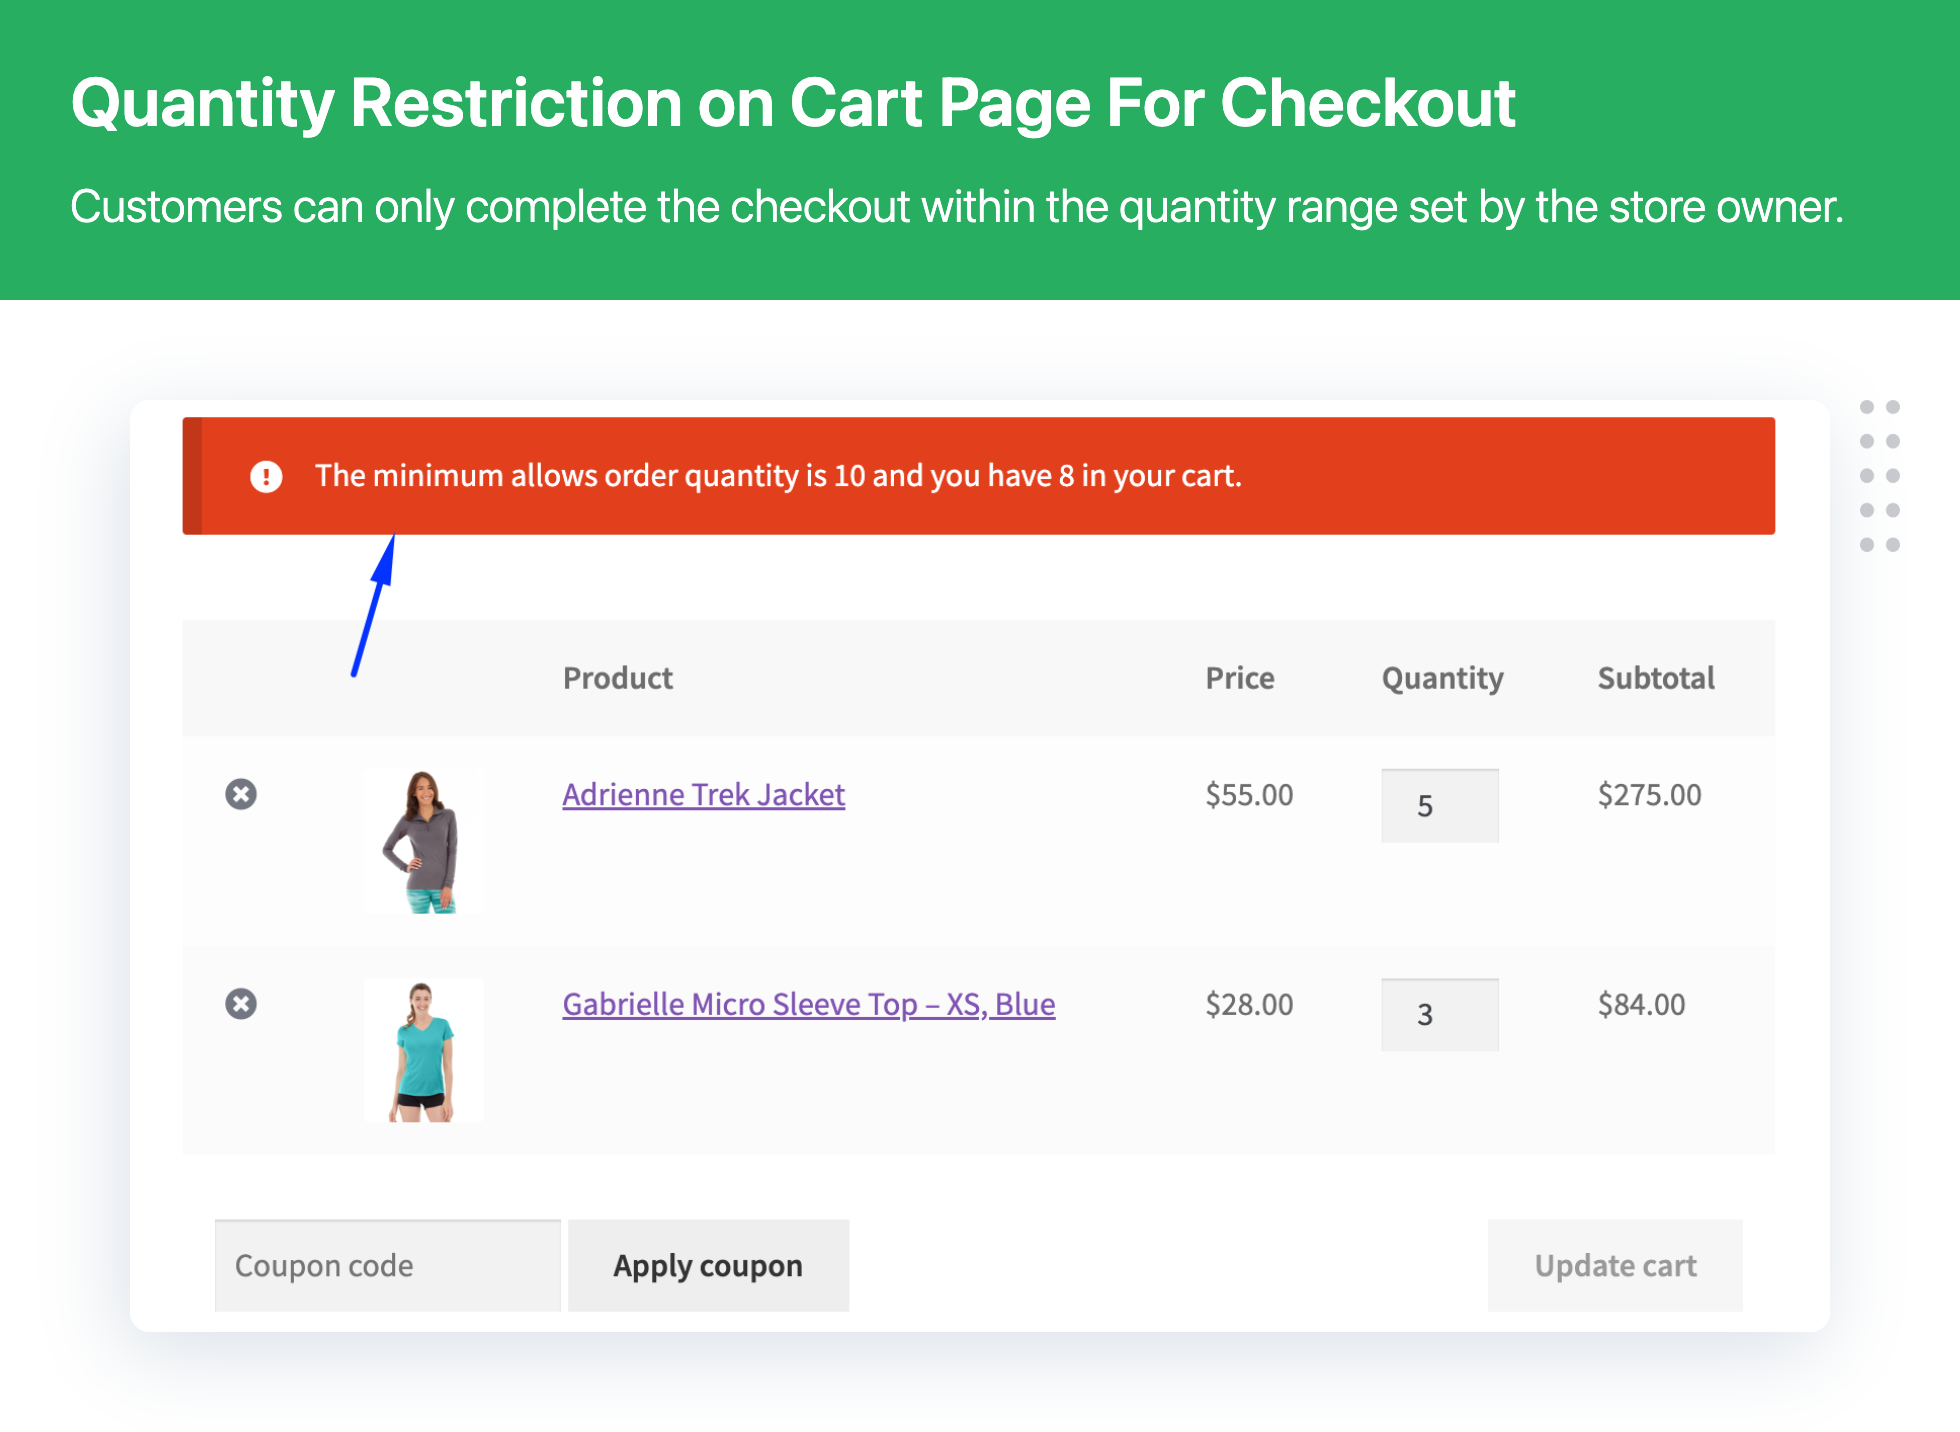 Quantity Restriction on Cart Page For Checkout
Customers can only complete the checkout within the quantity range set by the store owner.
The minimum allows order quantity is 10 and you have 8 in your cart.
Product Price Quantity Subtotal
Adrienne Trek Jacket $55.00 5 $275.00
Gabrielle Micro Sleeve Top – XS, Blue $28.00 3 $84.00
Coupon code Apply coupon Update cart